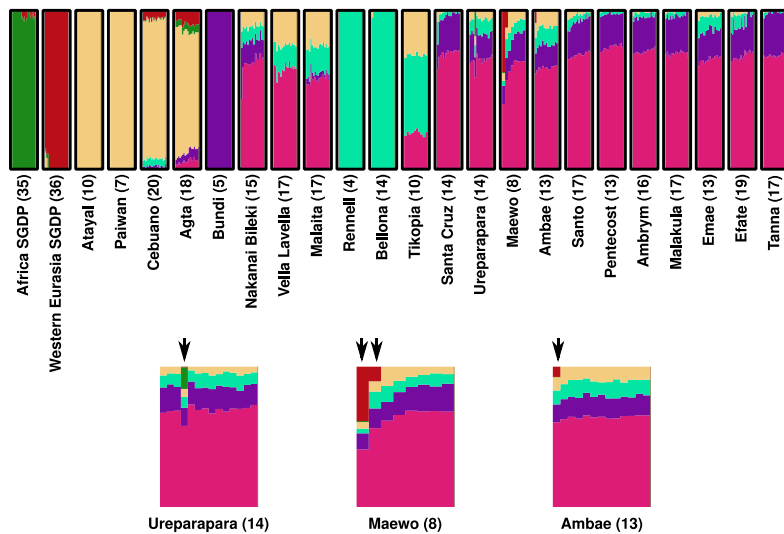 Africa SGDP (35)
Western Eurasia SGDP (36)
Atayal (10)
Paiwan (7)
Cebuano (20)
Agta (18)
Bundi (5)
Nakanai Bileki (15)
Vella Lavella (17)
Malaita (17)
Rennell (4)
Bellona (14)
Tikopia (10)
Santa Cruz (14)
Ureparapara (14)
Maewo (8)
Ambae (13)
Santo (17)
Pentecost (13)
Ambrym (16)
Malakula (17)
Emae (13)
Efate (19)
Tanna (17)
Ureparapara (14)
Maewo (8)
Ambae (13)